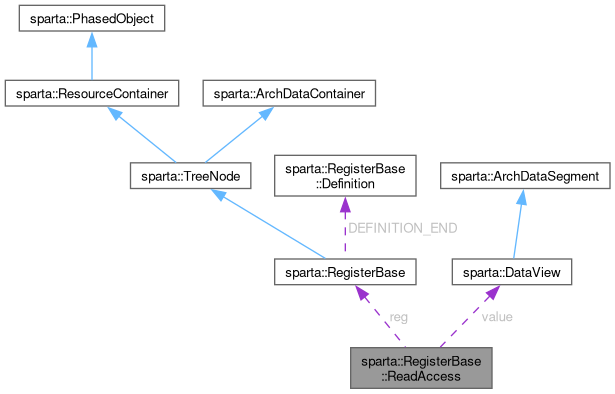 sparta::PhasedObject
sparta::ResourceContainer
sparta::ArchDataContainer
sparta::TreeNode
sparta::RegisterBase
::Definition
sparta::ArchDataSegment
DEFINITION_END
sparta::RegisterBase
sparta::DataView
reg
value
sparta::RegisterBase
::ReadAccess